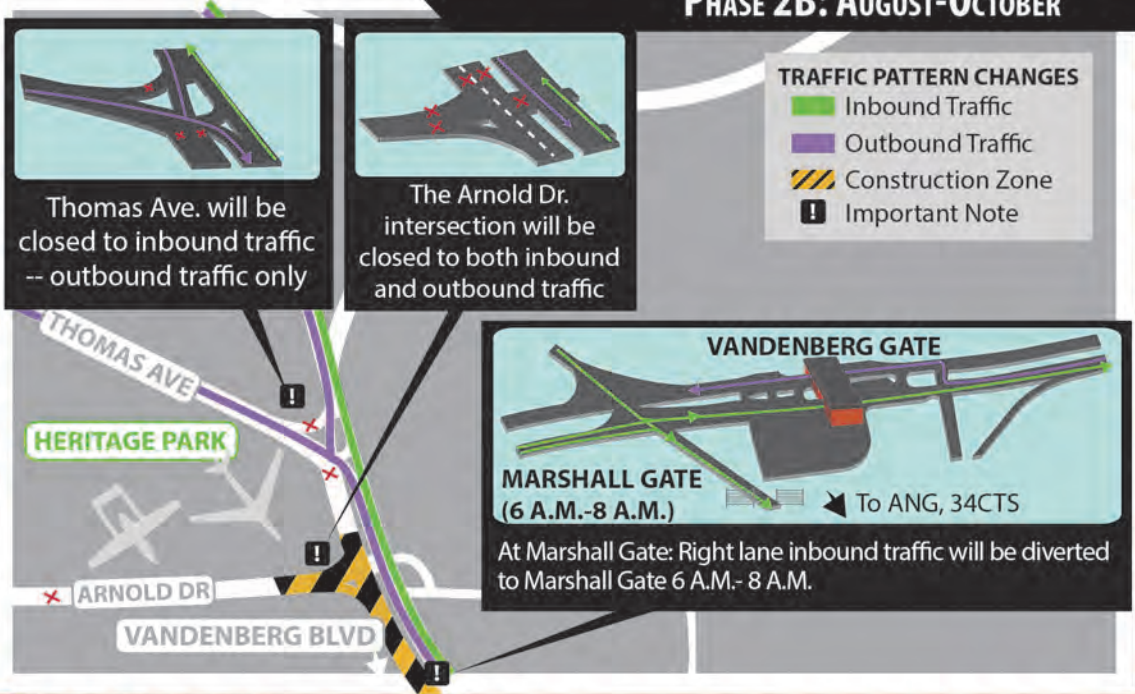 PHASE 2B: AUGUST-OCTOBER
TRAFFIC PATTERN CHANGES
Inbound Traffic
Outbound Traffic
Construction Zone
! Important Note
Thomas Ave. will be
closed to inbound traffic
-- outbound traffic only
The Arnold Dr.
intersection will be
closed to both inbound
and outbound traffic
VANDENBERG GATE
MARSHALL GATE
(6 A.M.-8 A.M.)
To ANG, 34CTS
At Marshall Gate: Right lane inbound traffic will be diverted
to Marshall Gate 6 A.M.- 8 A.M.
THOMAS AVE
!
HERITAGE PARK
!
ARNOLD DR
VANDENBERG BLVD
!